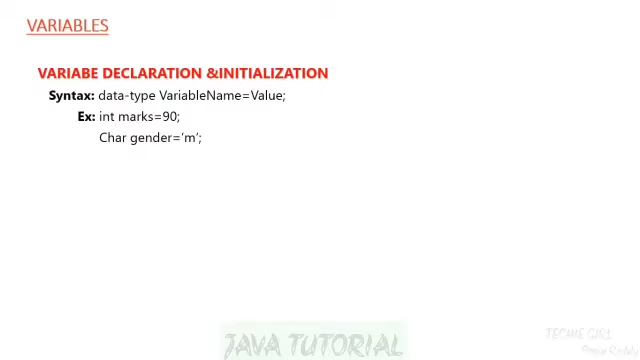 VARIABLES
VARIABE DECLARATION &INITIALIZATION
Syntax: data-type VariableName=Value;
Ex: int marks=90;
Char gender=‘m’;
JAVA TUTORIAL
TECHIE GIRL